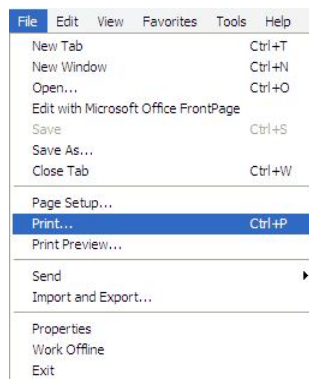 File Edit View Favorites Tools Help
New Tab Ctrl+T
New Window Ctrl+N
Open... Ctrl+O
Edit with Microsoft Office FrontPage
Save Ctrl+S
Save As...
Close Tab Ctrl+W
Page Setup...
Print... Ctrl+P
Print Preview...
Send
Import and Export...
Properties
Work Offline
Exit